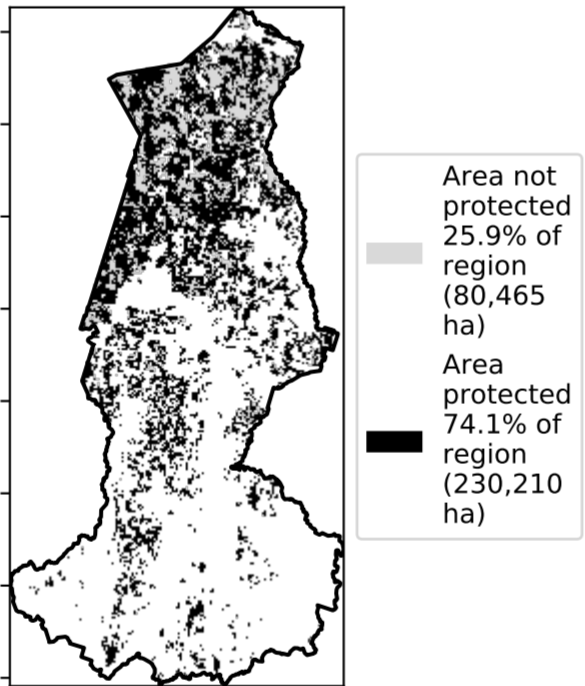 Area not
protected
25.9% of
region
(80,465
ha)
Area
protected
74.1% of
region
(230,210
ha)